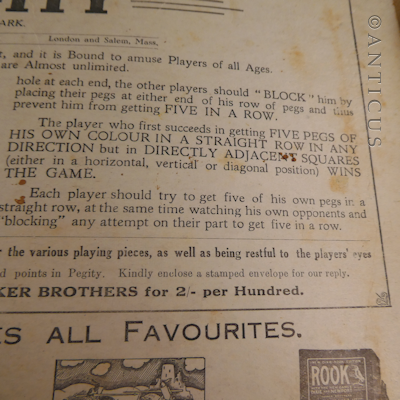 ARK.
London and Salem, Mass.
, and it is Bound to amuse Players of all Ages.
are Almost unlimited.
hole at each end, the other players should "BLOCK" him by
placing their pegs at either end of his row of pegs and thus
prevent him from getting FIVE IN A ROW.
The player who first succeeds in getting FIVE PEGS OF
HIS OWN COLOUR IN A STRAIGHT ROW IN ANY
DIRECTION but in DIRECTLY ADJACENT SQUARES
(either in a horizontal, vertical or diagonal position) WINS
THE GAME.
Each player should try to get five of his own pegs in a
straight row, at the same time watching his own opponents and
"blocking" any attempt on their part to get five in a row.
r the various playing pieces, as well as being restful to the players' eyes
d points in Pegity. Kindly enclose a stamped envelope for our reply.
KER BROTHERS for 2/- per Hundred.
ES ALL FAVOURITES.
ROOK
©ANTICUS